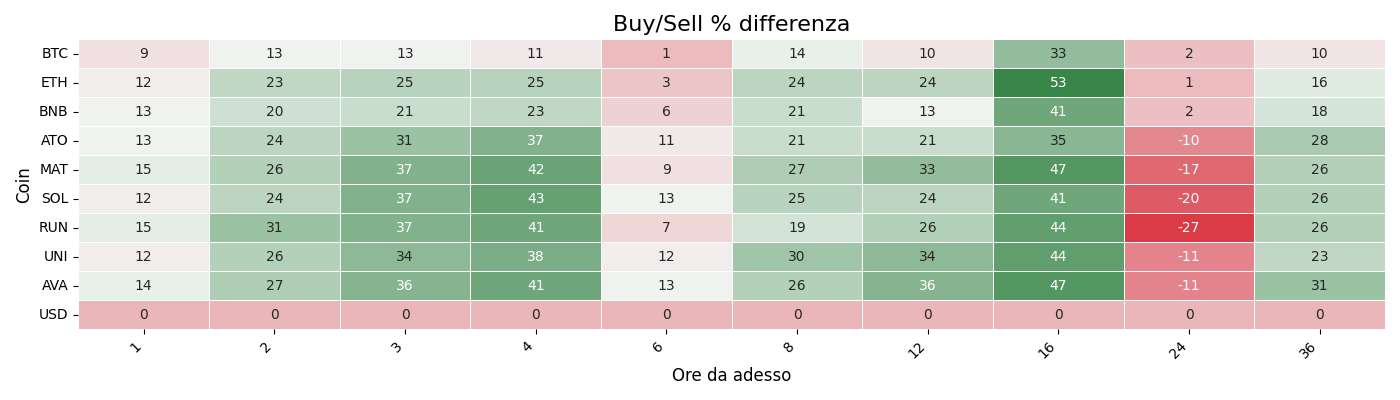 Buy/Sell % differenza
Coin
BTC 9 13 13 11 1 14 10 33 2 10
ETH 12 23 25 25 3 24 24 53 1 16
BNB 13 20 21 23 6 21 13 41 2 18
ATO 13 24 31 37 11 21 21 35 -10 28
MAT 15 26 37 42 9 27 33 47 -17 26
SOL 12 24 37 43 13 25 24 41 -20 26
RUN 15 31 37 41 7 19 26 44 -27 26
UNI 12 26 34 38 12 30 34 44 -11 23
AVA 14 27 36 41 13 26 36 47 -11 31
USD 0 0 0 0 0 0 0 0 0 0
1 2 3 4 6 8 12 16 24 36
Ore da adesso